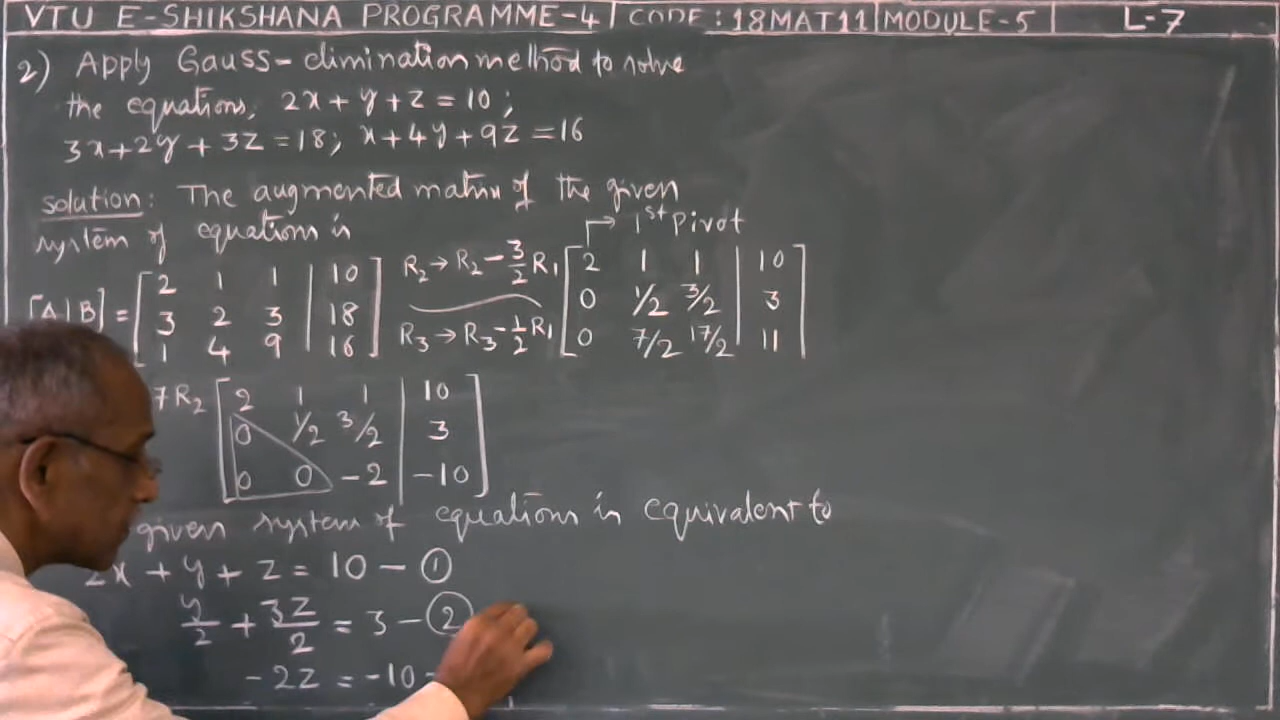 VTU E-SHIKSHANA PROGRAMME-4 | CODE:18MAT11 | MODULE-5 | L-7
2) Apply Gauss-elimination method to solve
the equations, 2x+y+z=10;
3x+2y+3z=18; x+4y+9z=16
Solution: The augmented matrix of the given
system of equations is
→ 1st Pivot
[A|B] = [2 1 1 | 10] R2→R2-3/2R1 [2 1 1 | 10]
[3 2 3 | 18] [0 1/2 3/2 | 3]
[1 4 9 | 16] R3→R3-1/2R1 [0 7/2 17/2 | 11]
7R2 [2 1 1 | 10]
[0 1/2 3/2 | 3]
[0 0 -2 | -10]
given system of equations is equivalent to
2x+y+z=10-①
y/2+3z/2=3-②
-2z=-10-